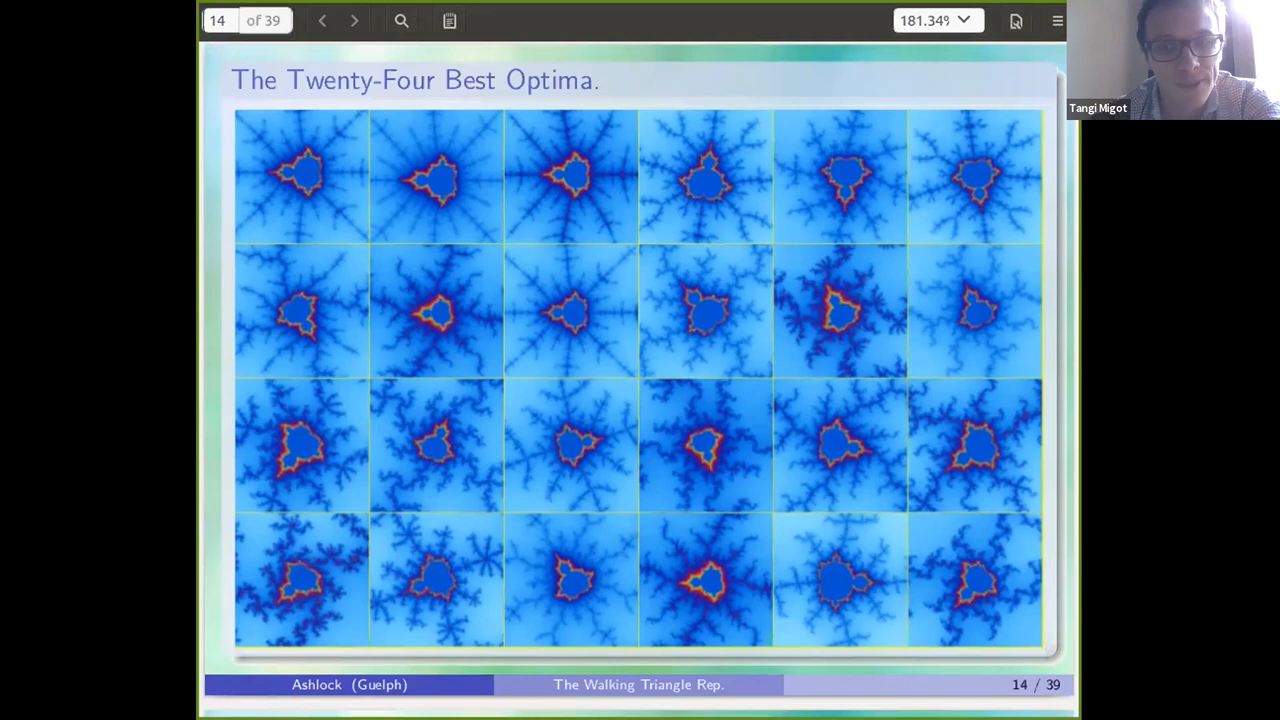 14 of 39
181.34%
Tangi Migot
The Twenty-Four Best Optima.
Ashlock (Guelph)
The Walking Triangle Rep.
14 / 39